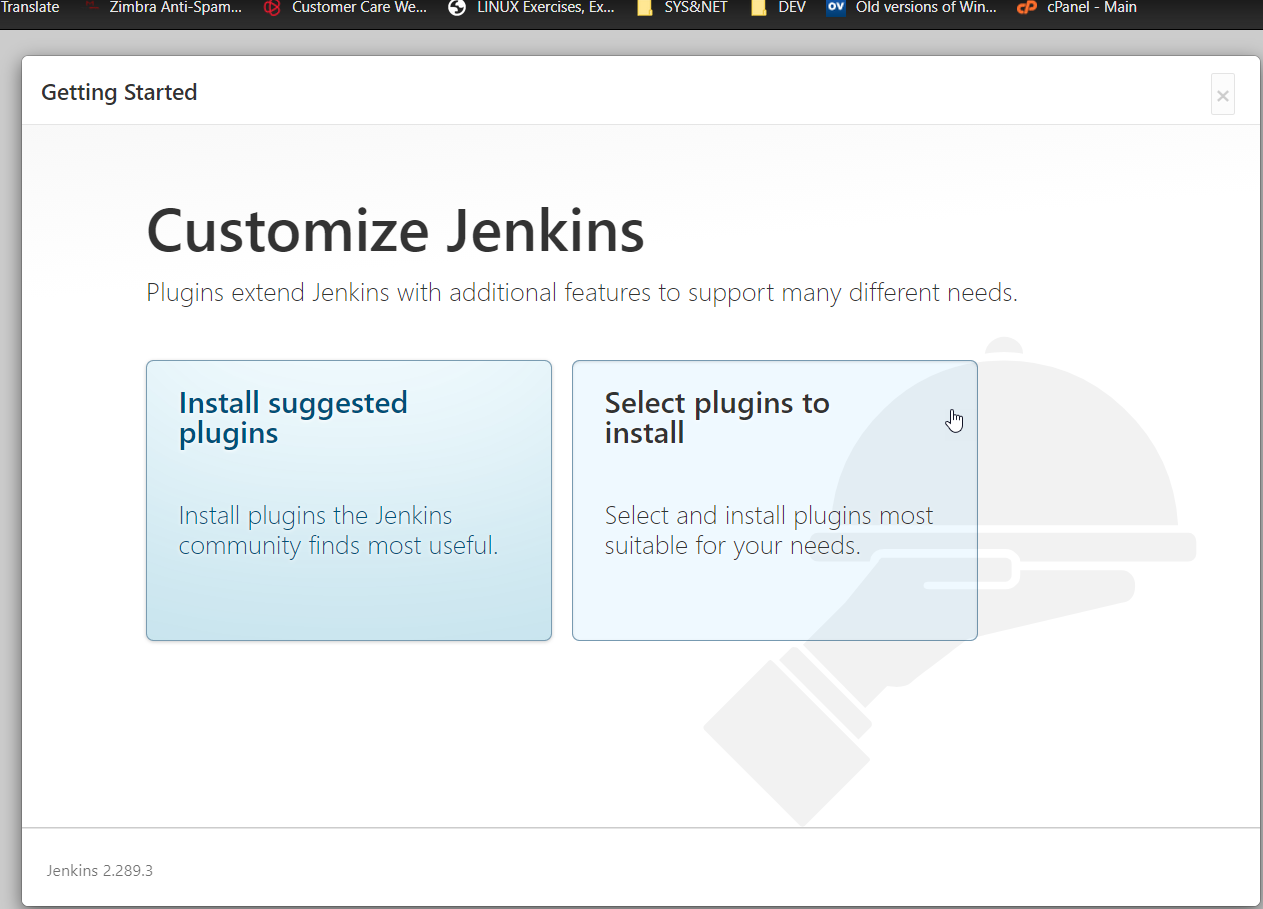 Translate Zimbra Anti-Spam... Customer Care We... LINUX Exercises, Ex... SYS&NET DEV OV Old versions of Win... cP cPanel - Main
Getting Started
×
Customize Jenkins
Plugins extend Jenkins with additional features to support many different needs.
Install suggested
plugins
Install plugins the Jenkins
community finds most useful.
Select plugins to
install
Select and install plugins most
suitable for your needs.
Jenkins 2.289.3